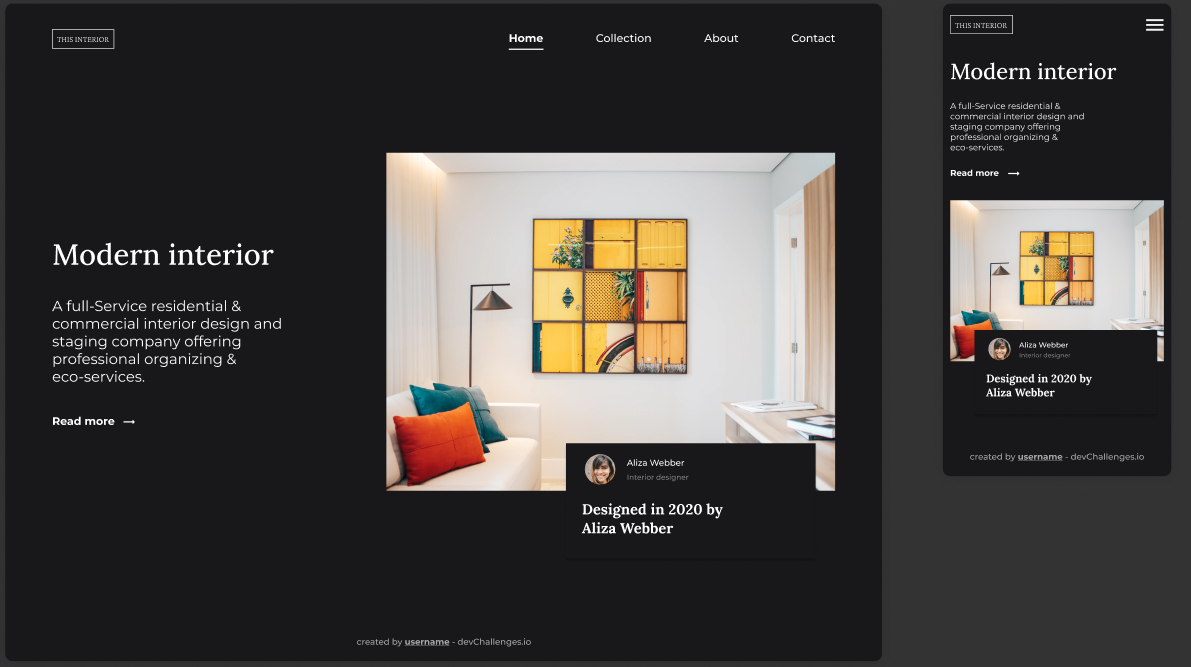 THIS INTERIOR
Home Collection About Contact
Modern interior
A full-Service residential &
commercial interior design and
staging company offering
professional organizing &
eco-services.
Read more
Aliza Webber
Interior designer
Designed in 2020 by
Aliza Webber
created by username - devChallenges.io
THIS INTERIOR
Modern interior
A full-Service residential &
commercial interior design and
staging company offering
professional organizing &
eco-services.
Read more
Aliza Webber
Interior designer
Designed in 2020 by
Aliza Webber
created by username - devChallenges.io